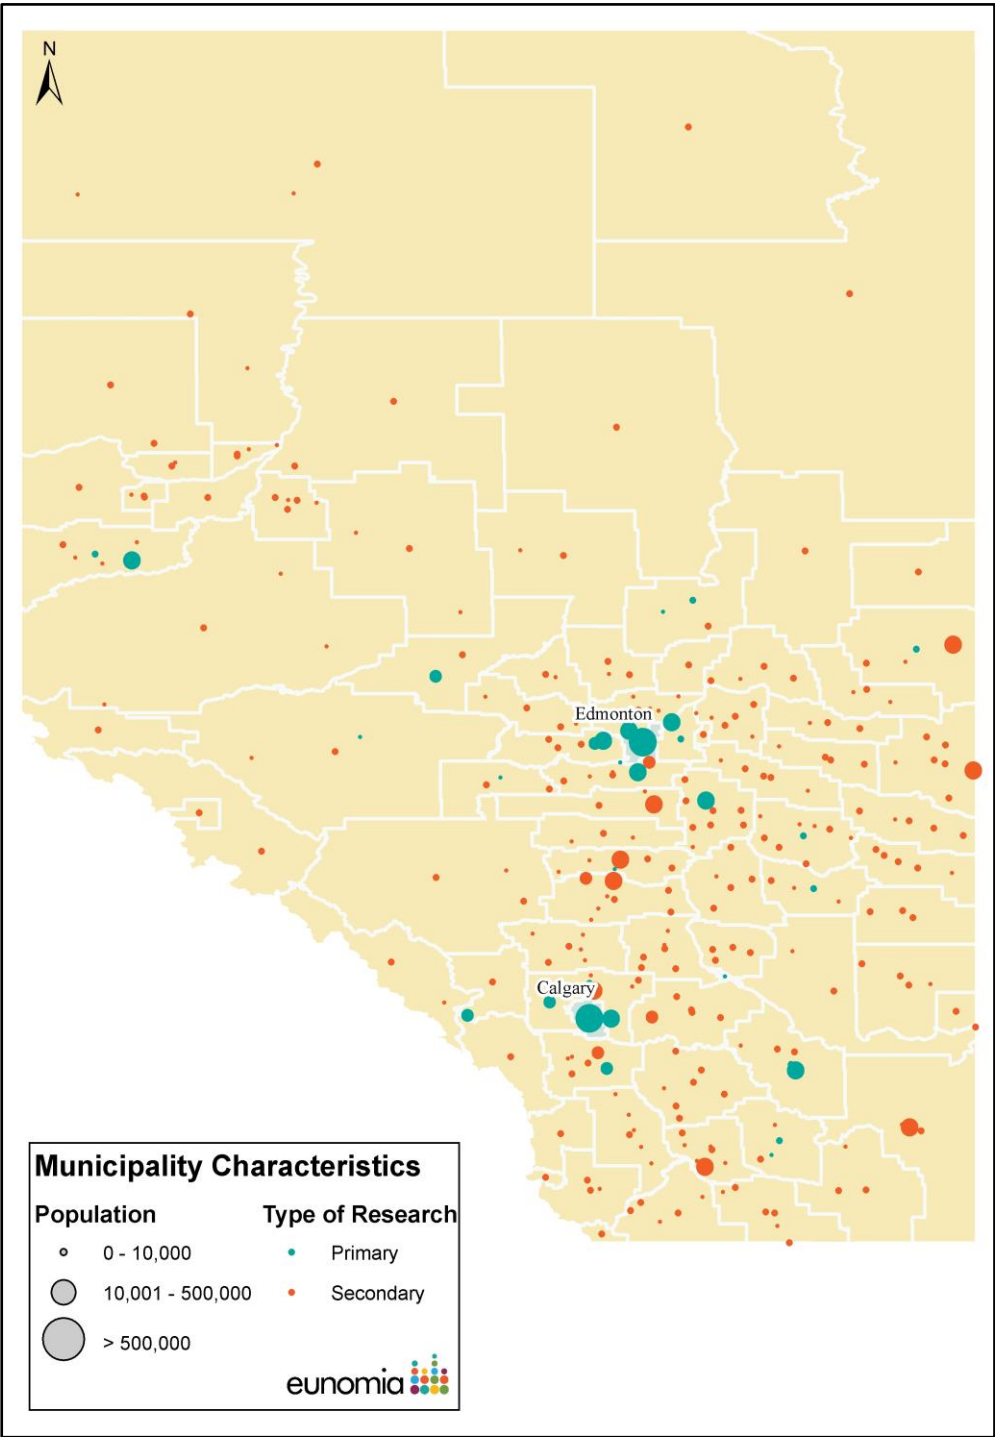 N
Edmonton
Calgary
Municipality Characteristics
Population
Type of Research
0 - 10,000
Primary
10,001 - 500,000
Secondary
> 500,000
eunomia